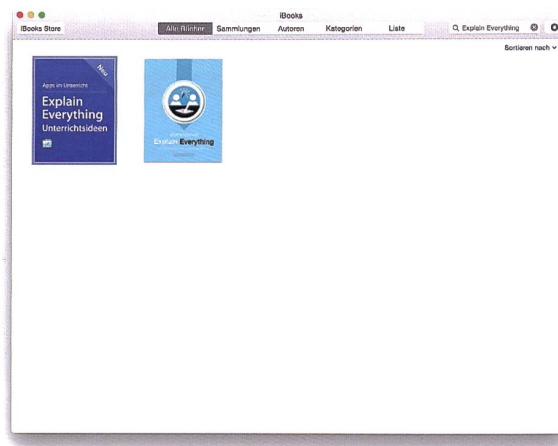 iBooks
iBooks Store
Alle Bücher Sammlungen Autoren Kategorien Liste
Explain Everything
Sortieren nach
Neu
Apps im Unterricht
Explain
Everything
Unterrichtsideen
Explain Everything